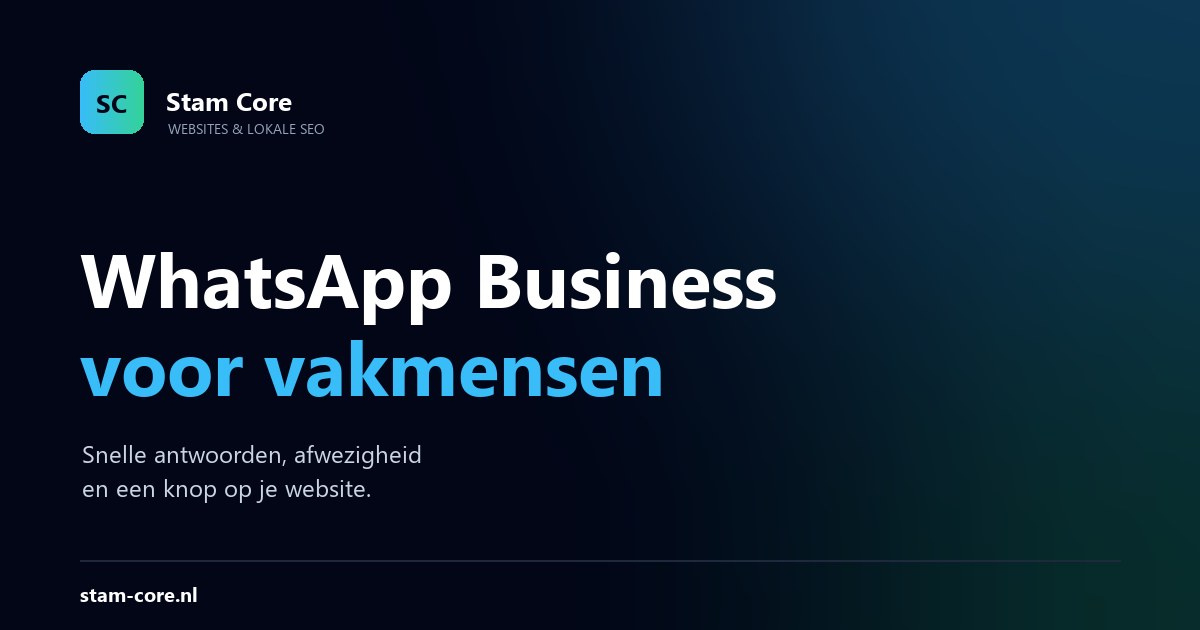 SC
Stam Core
WEBSITES & LOKALE SEO
WhatsApp Business
voor vakmensen
Snelle antwoorden, afwezigheid
en een knop op je website.
stam-core.nl